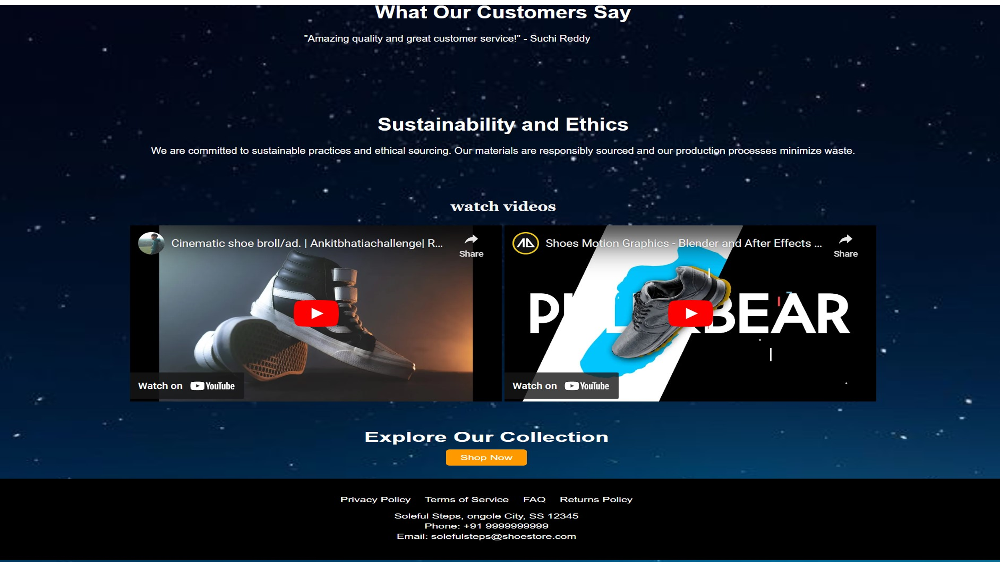 What Our Customers Say
"Amazing quality and great customer service!" - Suchi Reddy
Sustainability and Ethics
We are committed to sustainable practices and ethical sourcing. Our materials are responsibly sourced and our production processes minimize waste.
watch videos
Cinematic shoe broll/ad. | Ankitbhatiachallenge| R...
Share
Watch on YouTube
Shoes Motion Graphics - Blender and After Effects ...
Share
BEAR
Watch on YouTube
Explore Our Collection
Shop Now
Privacy Policy Terms of Service FAQ Returns Policy
Soleful Steps, ongole City, SS 12345
Phone: +91 9999999999
Email: solefulsteps@shoestore.com